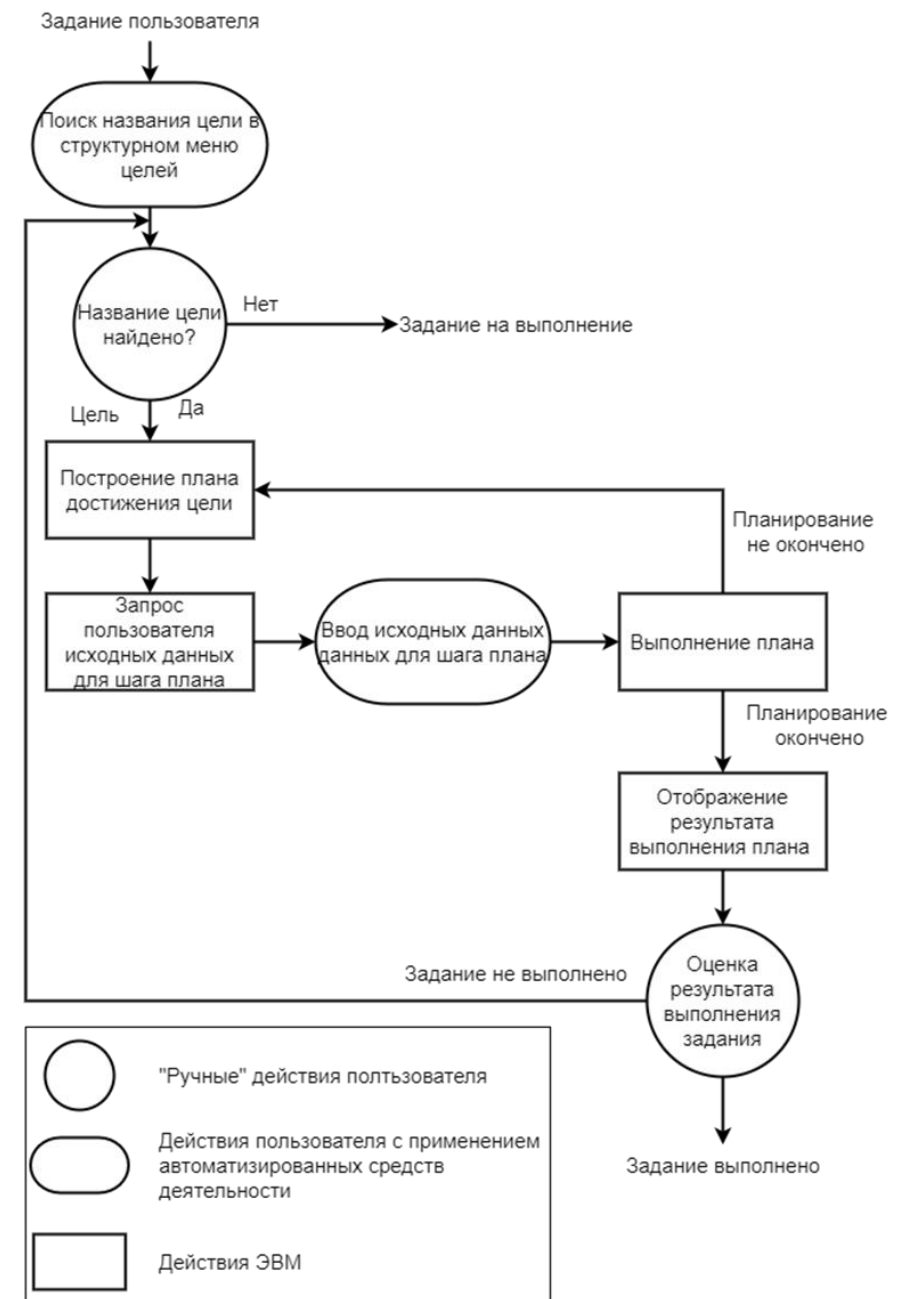 Задание пользователя
Поиск названия цели в
структурном меню
целей
Название цели
найдено?
Нет
Задание на выполнение
Цель
Да
Построение плана
достижения цели
Планирование
не окончено
Запрос
пользователя
исходных данных
для шага плана
Ввод исходных данных
данных для шага плана
Выполнение плана
Планирование
окончено
Отображение
результата
выполнения плана
Задание не выполнено
Оценка
результата
выполнения
задания
Задание выполнено
"Ручные" действия полтьзователя
Действия пользователя с применением
автоматизированных средств
деятельности
Действия ЭВМ